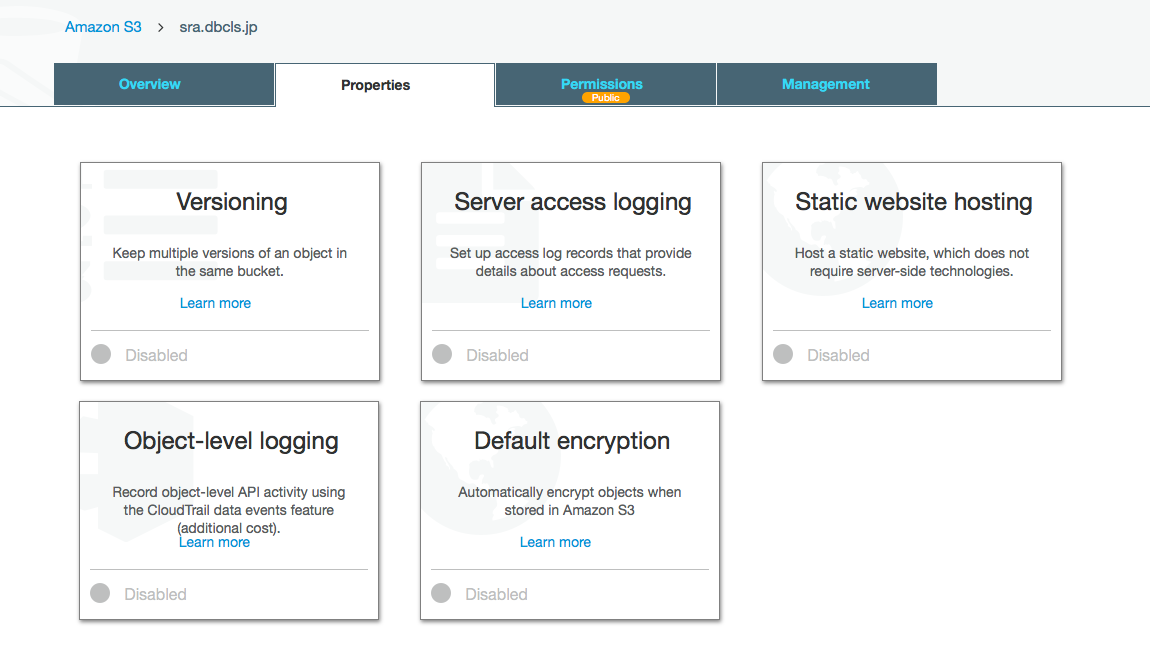 Amazon S3 > sra.dbcls.jp
Overview
Properties
Permissions
Public
Management
Versioning
Keep multiple versions of an object in
the same bucket.
Learn more
Disabled
Server access logging
Set up access log records that provide
details about access requests.
Learn more
Disabled
Static website hosting
Host a static website, which does not
require server-side technologies.
Learn more
Disabled
Object-level logging
Record object-level API activity using
the CloudTrail data events feature
(additional cost).
Learn more
Disabled
Default encryption
Automatically encrypt objects when
stored in Amazon S3
Learn more
Disabled